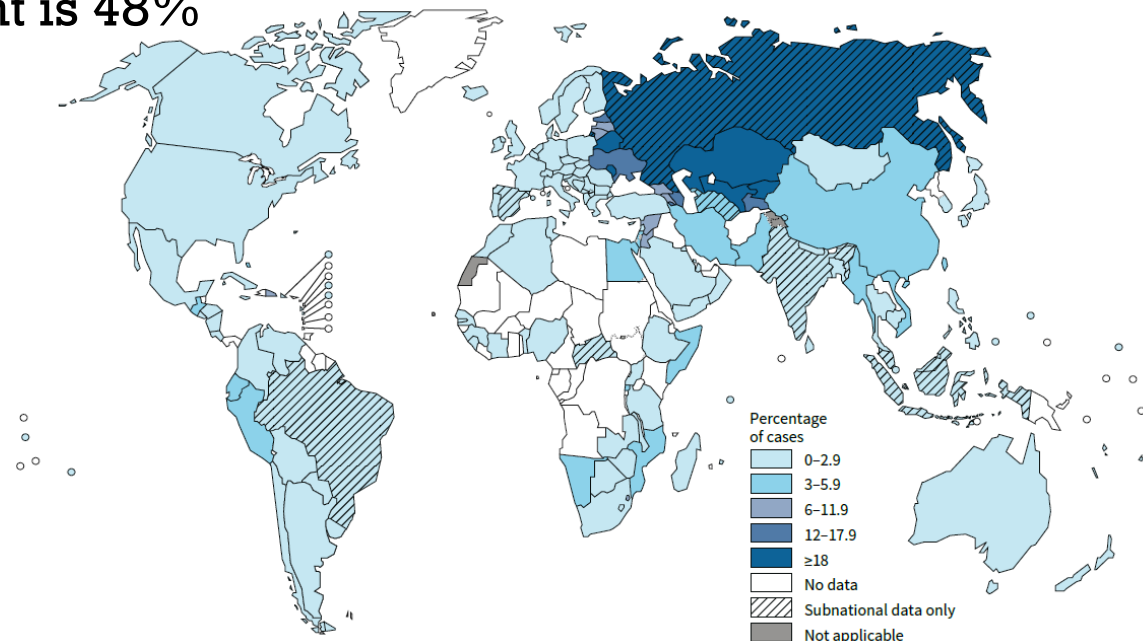 nt is 48%
Percentage
of cases
0–2.9
3–5.9
6–11.9
12–17.9
≥18
No data
Subnational data only
Not applicable